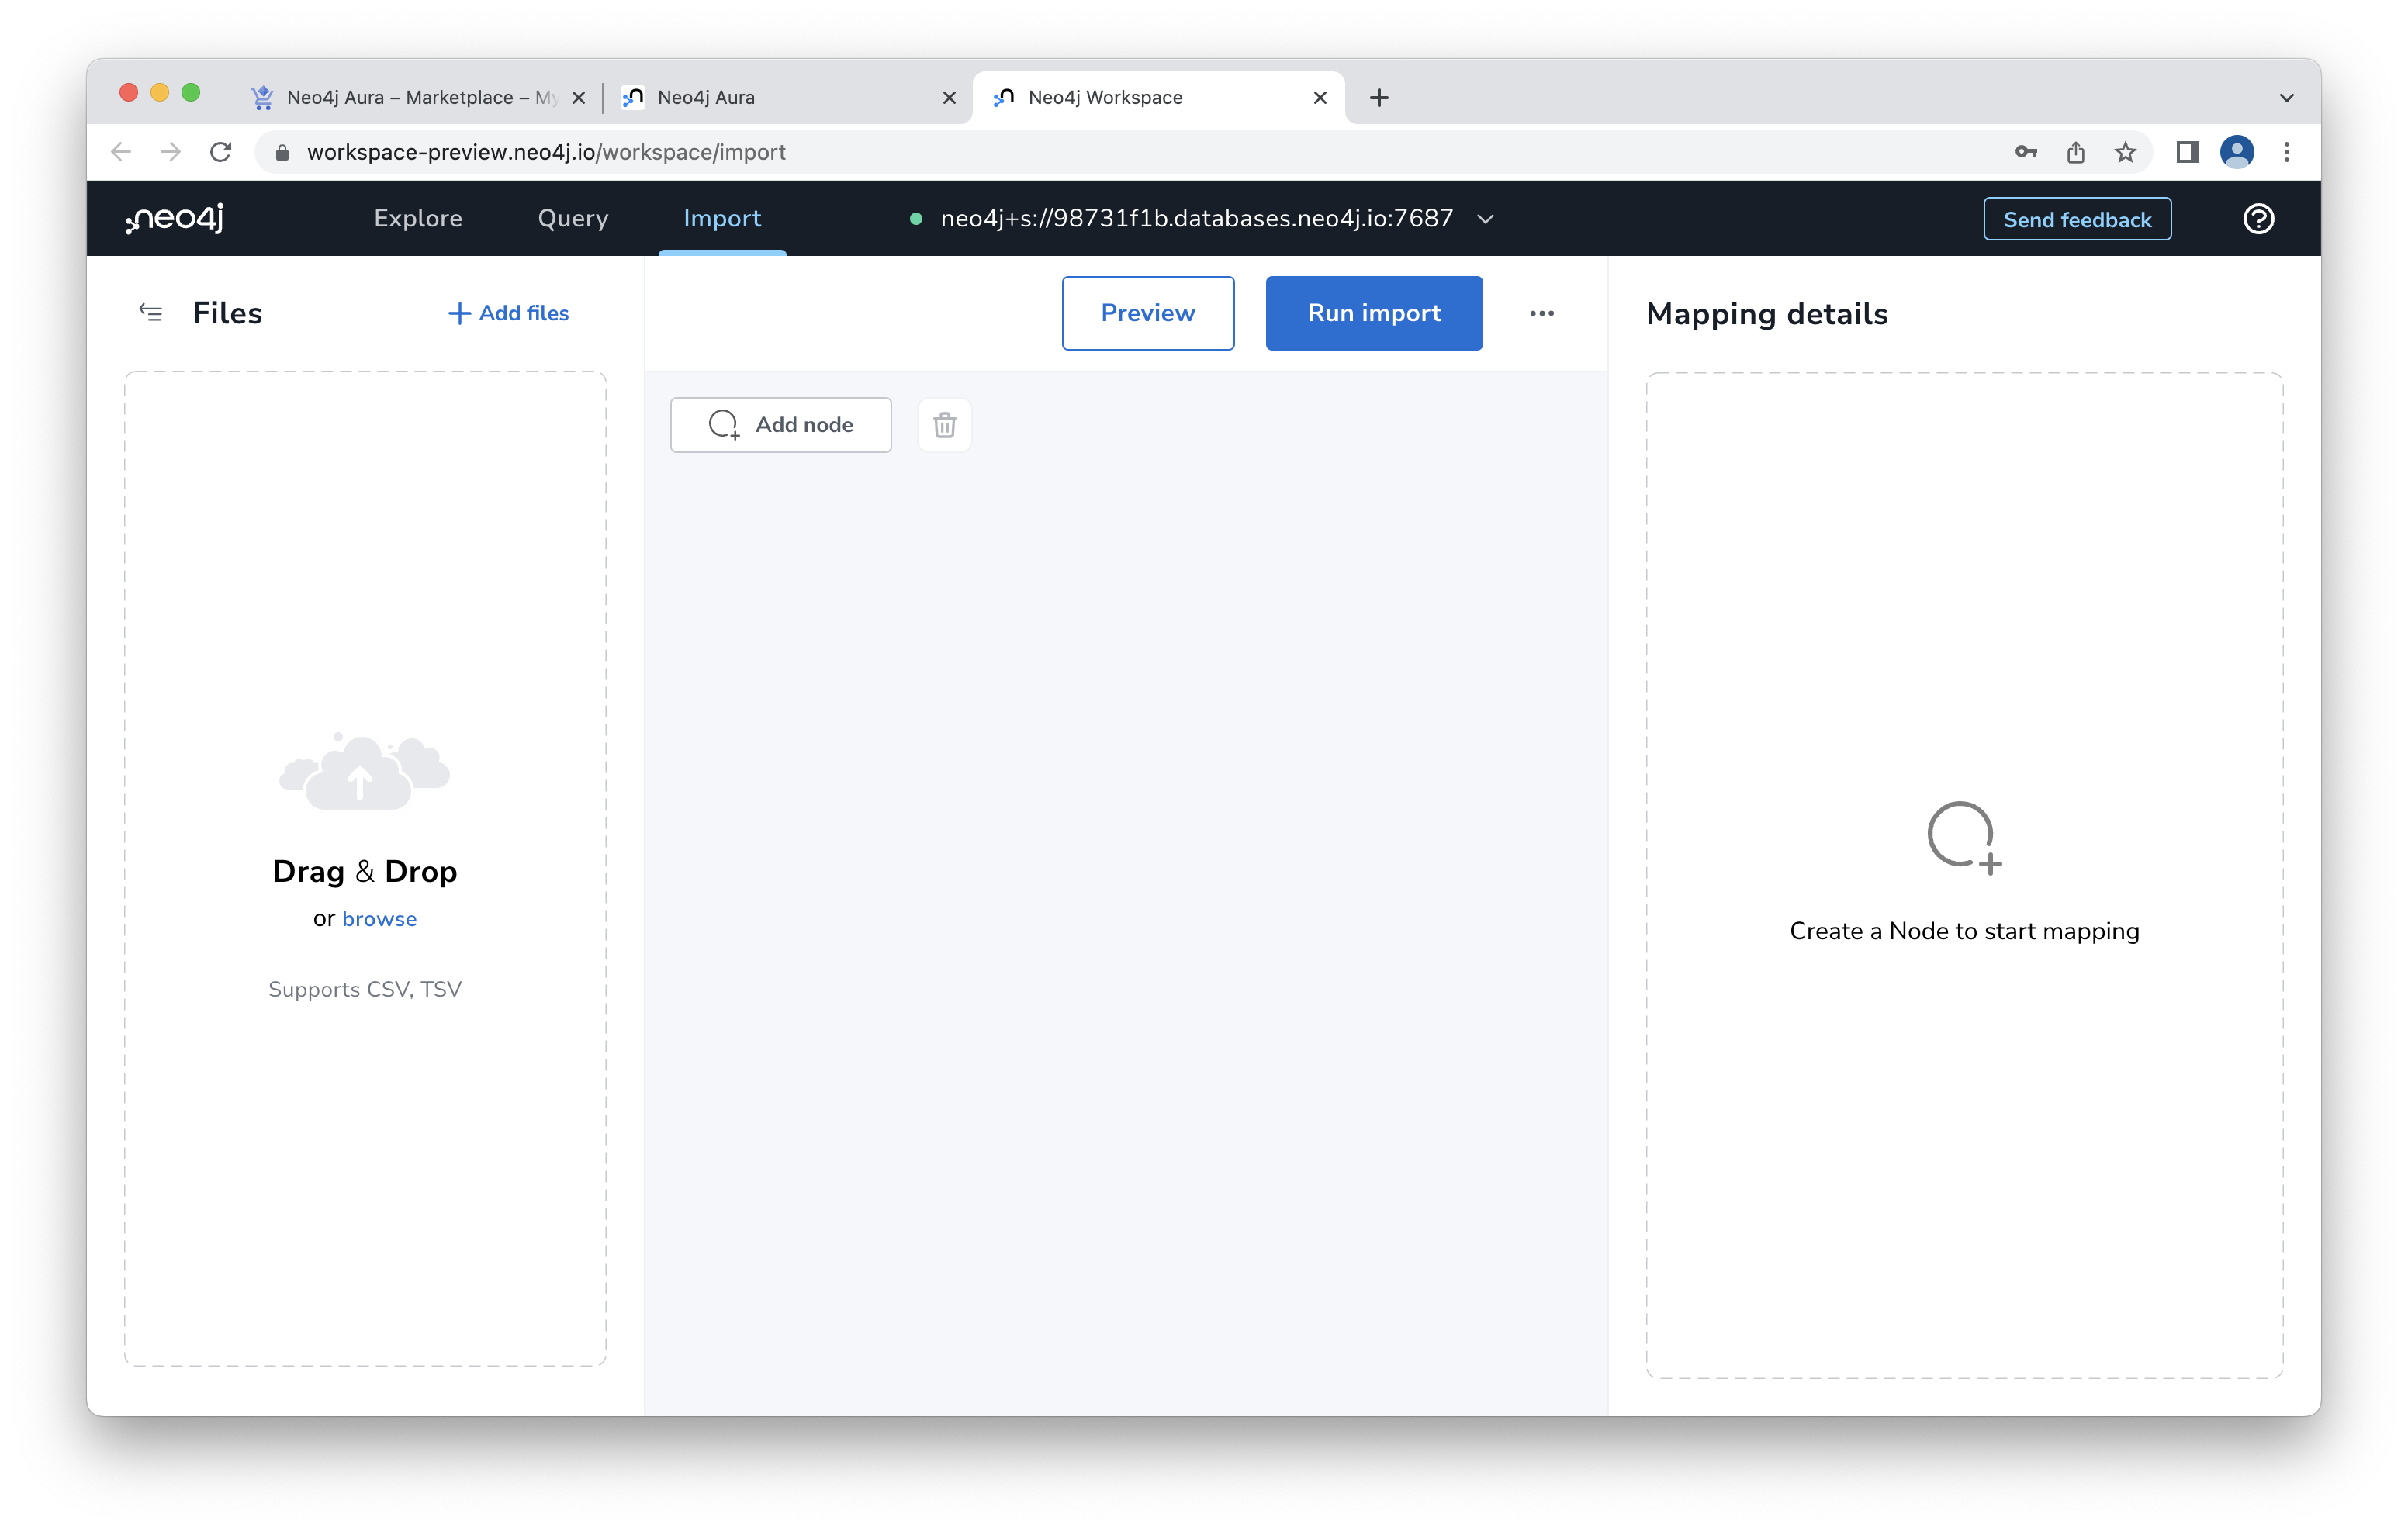 Neo4j Aura – Marketplace – My
Neo4j Aura
Neo4j Workspace
workspace-preview.neo4j.io/workspace/import
neo4j
Explore
Query
Import
neo4j+s://98731f1b.databases.neo4j.io:7687
Send feedback
Files
Add files
Preview
Run import
Mapping details
Add node
Drag & Drop
or browse
Supports CSV, TSV
Create a Node to start mapping